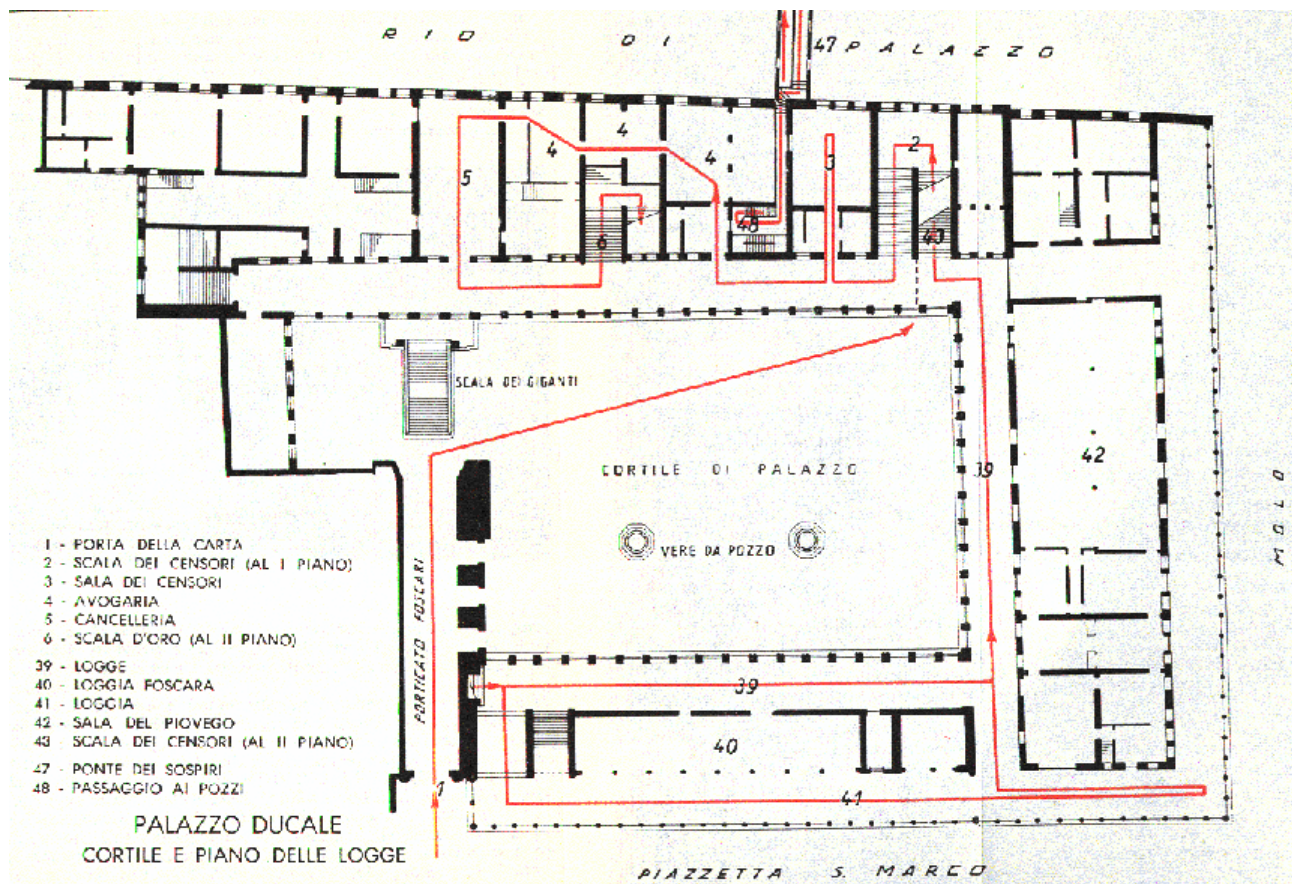 RIO DI PALAZZO
47
4
4
4
5
3
2
6
48
43
SCALA DEI GIGANTI
CORTILE DI PALAZZO
39
42
MOLO
VERE DA POZZO
PORTICATO FOSCARI
1 - PORTA DELLA CARTA
2 - SCALA DEI CENSORI (AL I PIANO)
3 - SALA DEI CENSORI
4 - AVOGARIA
5 - CANCELLERIA
6 - SCALA D'ORO (AL II PIANO)
39 - LOGGE
40 - LOGGIA FOSCARA
41 - LOGGIA
42 - SALA DEL PIOVEGO
43 - SCALA DEI CENSORI (AL II PIANO)
47 - PONTE DEI SOSPIRI
48 - PASSAGGIO AI POZZI
39
40
41
1
PALAZZO DUCALE
CORTILE E PIANO DELLE LOGGE
PIAZZETTA S. MARCO